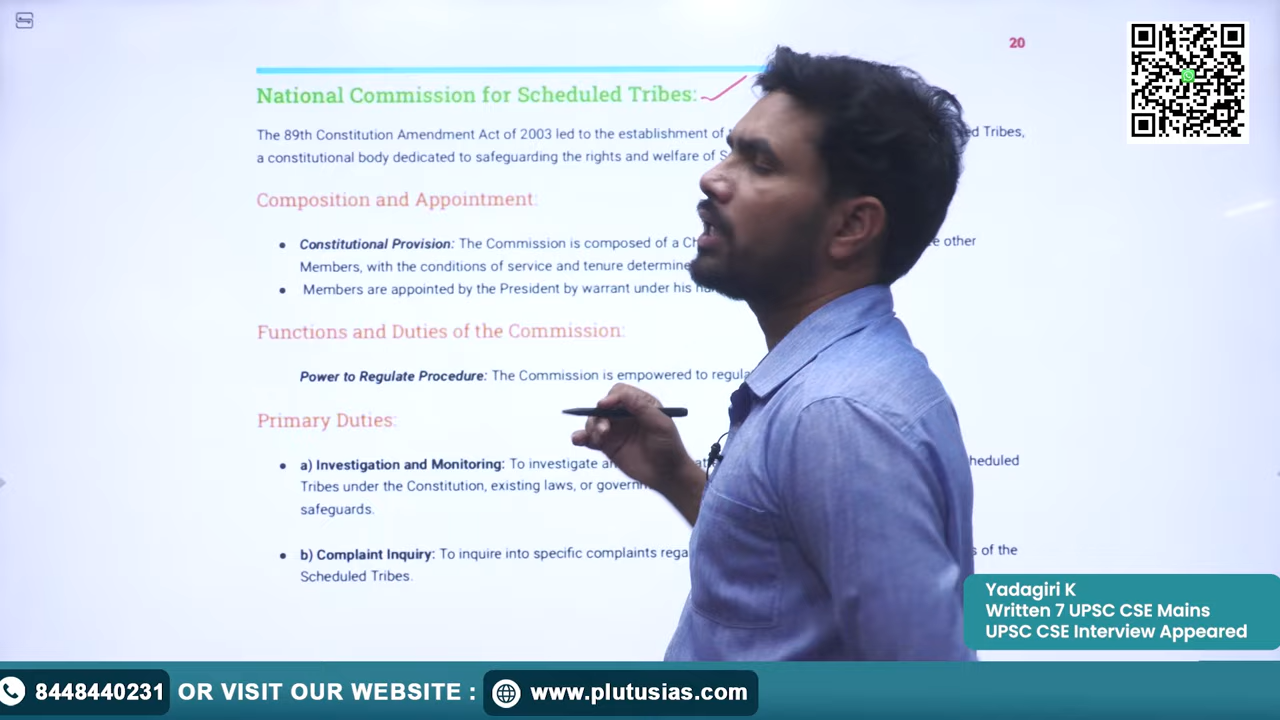 20
National Commission for Scheduled Tribes:
The 89th Constitution Amendment Act of 2003 led to the establishment of Tribes,
a constitutional body dedicated to safeguarding the rights and welfare of
Composition and Appointment:
Constitutional Provision: The Commission is composed of a other
Members, with the conditions of service and tenure
Members are appointed by the President by warrant under his
Functions and Duties of the Commission:
Power to Regulate Procedure: The Commission is empowered to
Primary Duties:
a) Investigation and Monitoring: To investigate
Tribes under the Constitution, existing laws, or
safeguards.
b) Complaint Inquiry: To inquire into specific complaints of the
Scheduled Tribes.
Yadagiri K
Written 7 UPSC CSE Mains
UPSC CSE Interview Appeared
8448440231 OR VISIT OUR WEBSITE : www.plutusias.com